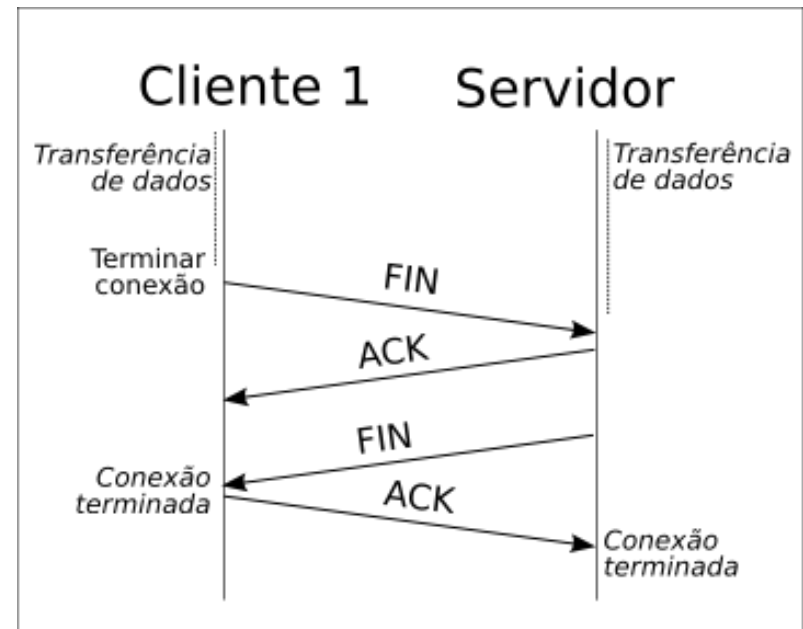 Cliente 1 Servidor
Transferência
de dados
Transferência
de dados
Terminar
conexão
FIN
ACK
FIN
Conexão
terminada
ACK
Conexão
terminada